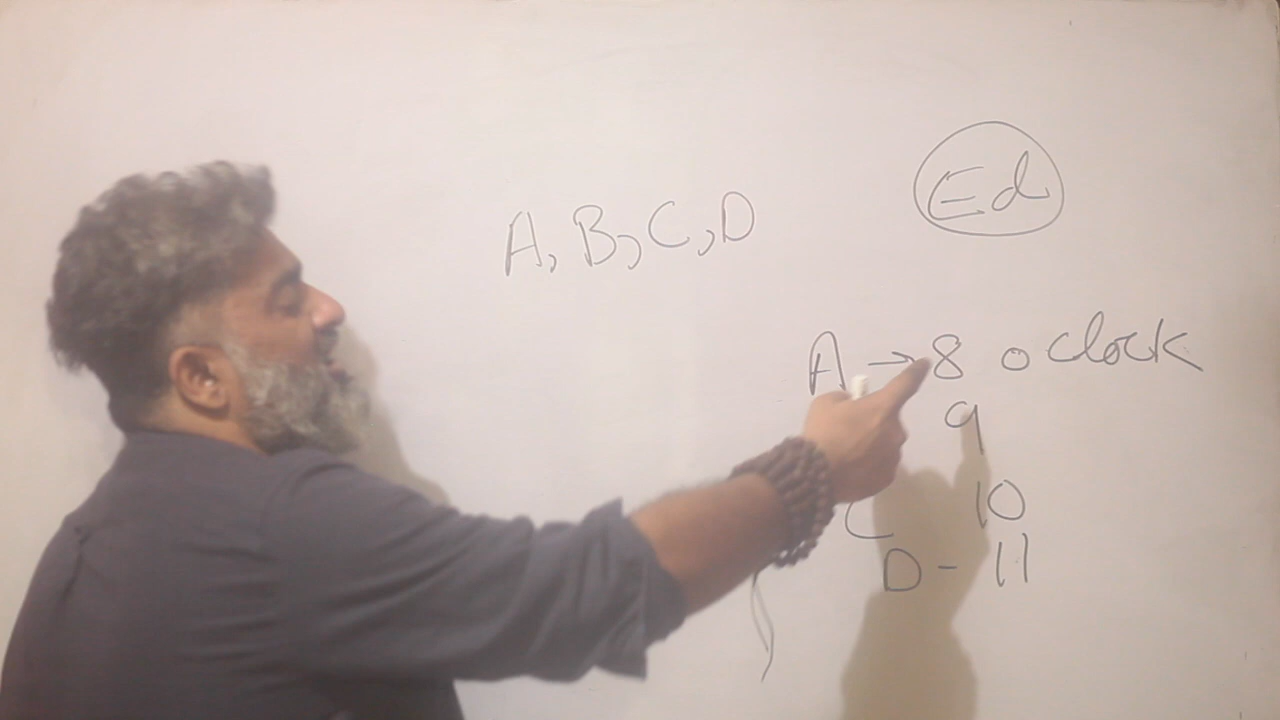 Ed
A, B, C, D
A → 8 o clock
9
C 10
D - 11